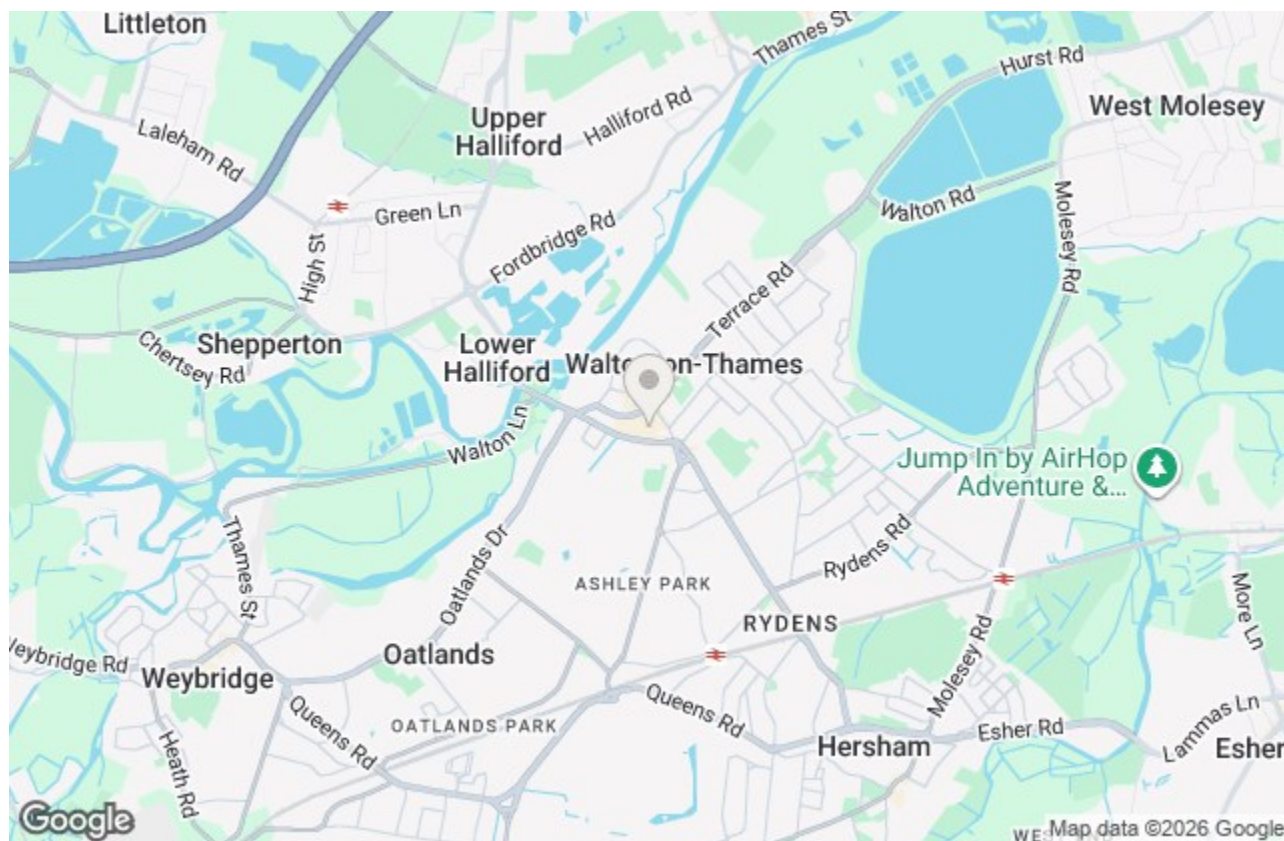 Littleton
Thames St
Hurst Rd
West Molesey
Laleham Rd
Upper
Halliford
Halliford Rd
Green Ln
Walton Rd
Molesey Rd
High St
Fordbridge Rd
Terrace Rd
Shepperton
Chertsey Rd
Lower
Halliford
Walton Ln
Jump In by AirHop
Adventure &...
Thames St
Oatlands Dr
Rydens Rd
ASHLEY PARK
RYDENS
More Ln
Oatlands
Weybridge
Molesey Rd
Queens Rd
Queens Rd
OATLANDS PARK
Heath Rd
Hersham
Esher Rd
Lammas Ln
Esher
Google
Map data ©2026 Google